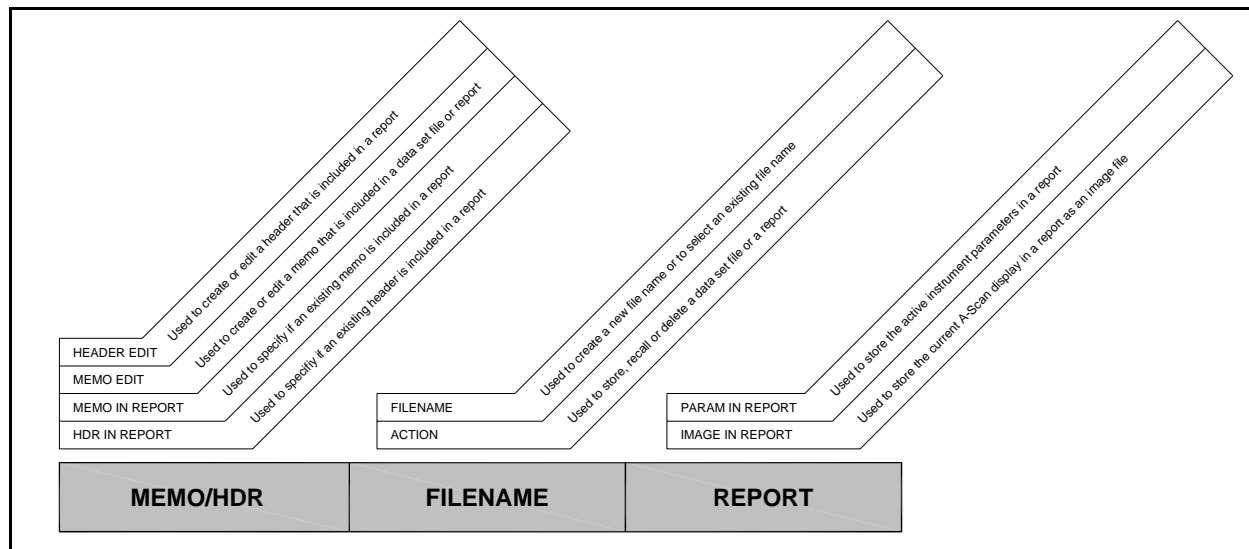 HEADER EDIT
Used to create or edit a header that is included in a report
MEMO EDIT
Used to create or edit a memo that is included in a data set file or report
MEMO IN REPORT
Used to specify if an existing memo is included in a report
HDR IN REPORT
Used to specifiy if an existing header is included in a report
FILENAME
Used to create a new file name or to select an existing file name
ACTION
Used to store, recall or delete a data set file or a report
PARAM IN REPORT
Used to store the active instrument parameters in a report
IMAGE IN REPORT
Used to store the current A-Scan display in a report as an image file
MEMO/HDR
FILENAME
REPORT